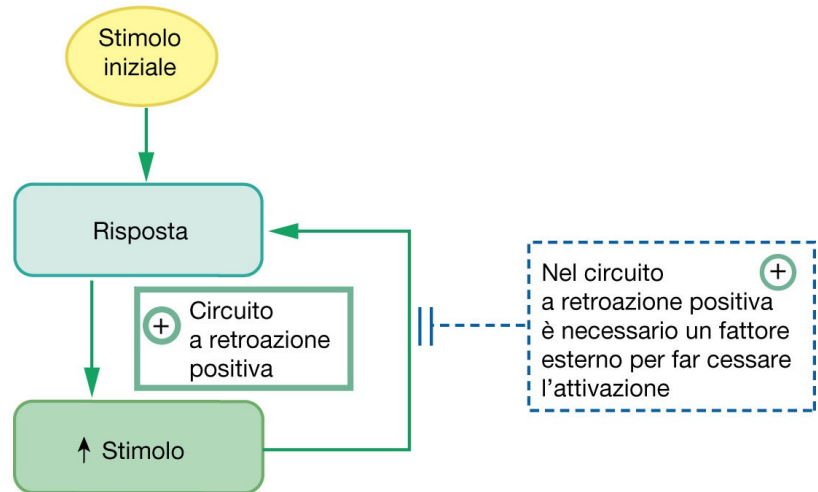 Stimolo
iniziale
Risposta
+ Circuito
a retroazione
positiva
↑ Stimolo
Nel circuito +
a retroazione positiva
è necessario un fattore
esterno per far cessare
l’attivazione